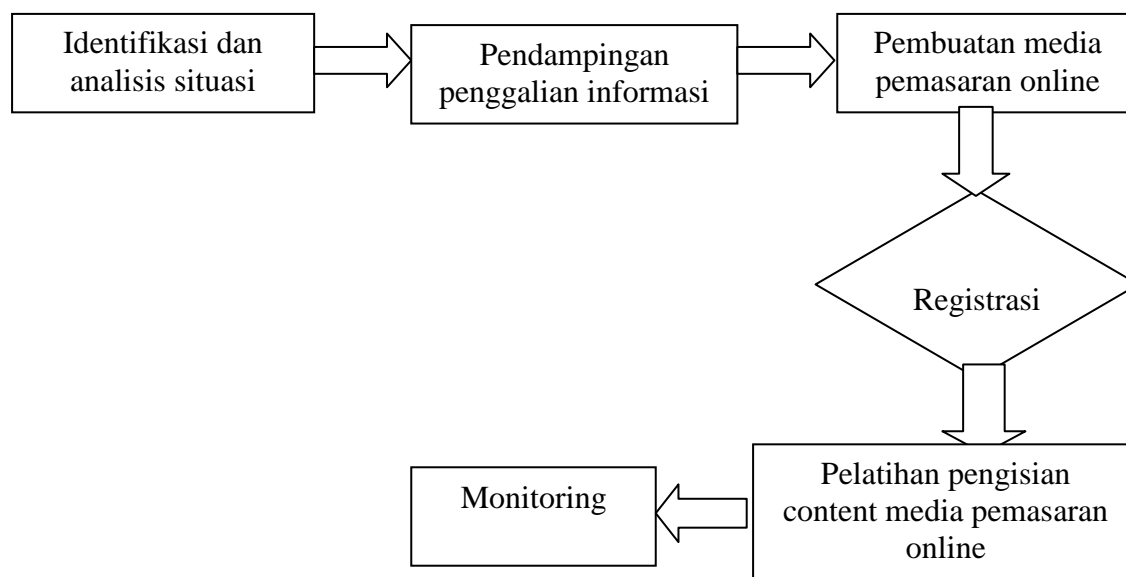 Identifikasi dan
analisis situasi
Pendampingan
penggalian informasi
Pembuatan media
pemasaran online
Registrasi
Pelatihan pengisian
content media pemasaran
online
Monitoring